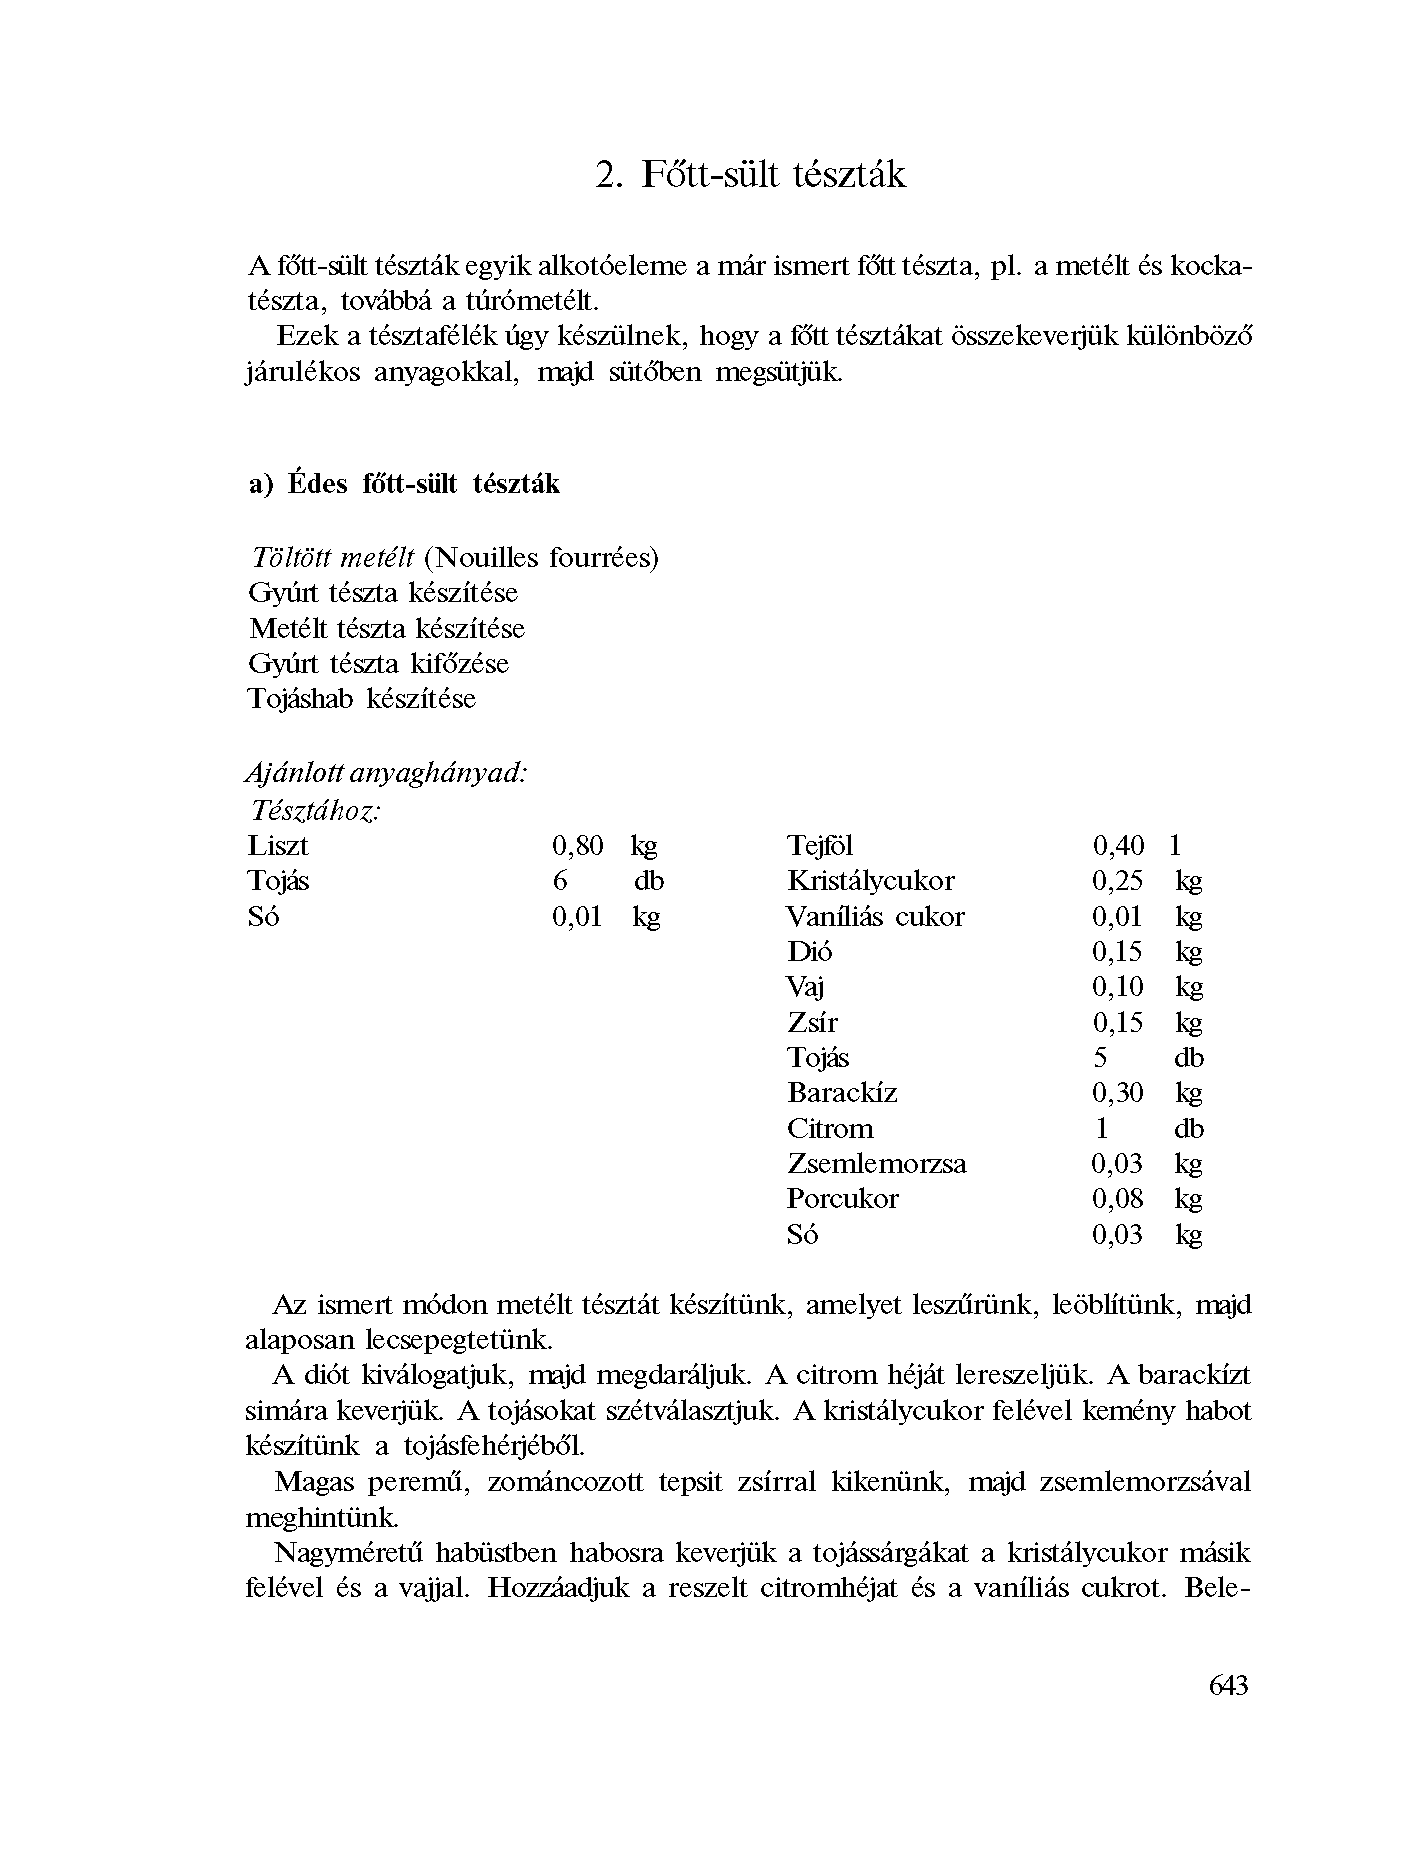 2. Főtt-sült tészták
A főtt-sült tészták egyik alkotóeleme a már ismert főtt tészta, pl. a metélt és kocka-
tészta, továbbá a túrómetélt.
Ezek a tésztafélék úgy készülnek, hogy a főtt tésztákat összekeverjük különböző
járulékos anyagokkal, majd sütőben megsütjük.
a) Édes főtt-sült tészták
Töltött metélt (Nouilles fourrées)
Gyúrt tészta készítése
Metélt tészta készítése
Gyúrt tészta kifőzése
Tojáshab készítése
Ajánlott anyaghányad:
Tésztához:
Liszt 0,80 kg Tejföl 0,40 l
Tojás 6 db Kristálycukor 0,25 kg
Só 0,01 kg Vaníliás cukor 0,01 kg
Dió 0,15 kg
Vaj 0,10 kg
Zsír 0,15 kg
Tojás 5 db
Barackíz 0,30 kg
Citrom 1 db
Zsemlemorzsa 0,03 kg
Porcukor 0,08 kg
Só 0,03 kg
Az ismert módon metélt tésztát készítünk, amelyet leszűrünk, leöblítünk, majd
alaposan lecsepegtetünk.
A diót kiválogatjuk, majd megdaráljuk. A citrom héját lereszeljük. A barackízt
simára keverjük. A tojásokat szétválasztjuk. A kristálycukor felével kemény habot
készítünk a tojásfehérjéből.
Magas peremű, zománcozott tepsit zsírral kikenünk, majd zsemlemorzsával
meghintünk.
Nagyméretű habüstben habosra keverjük a tojássárgákat a kristálycukor másik
felével és a vajjal. Hozzáadjuk a reszelt citromhéjat és a vaníliás cukrot. Bele-
643